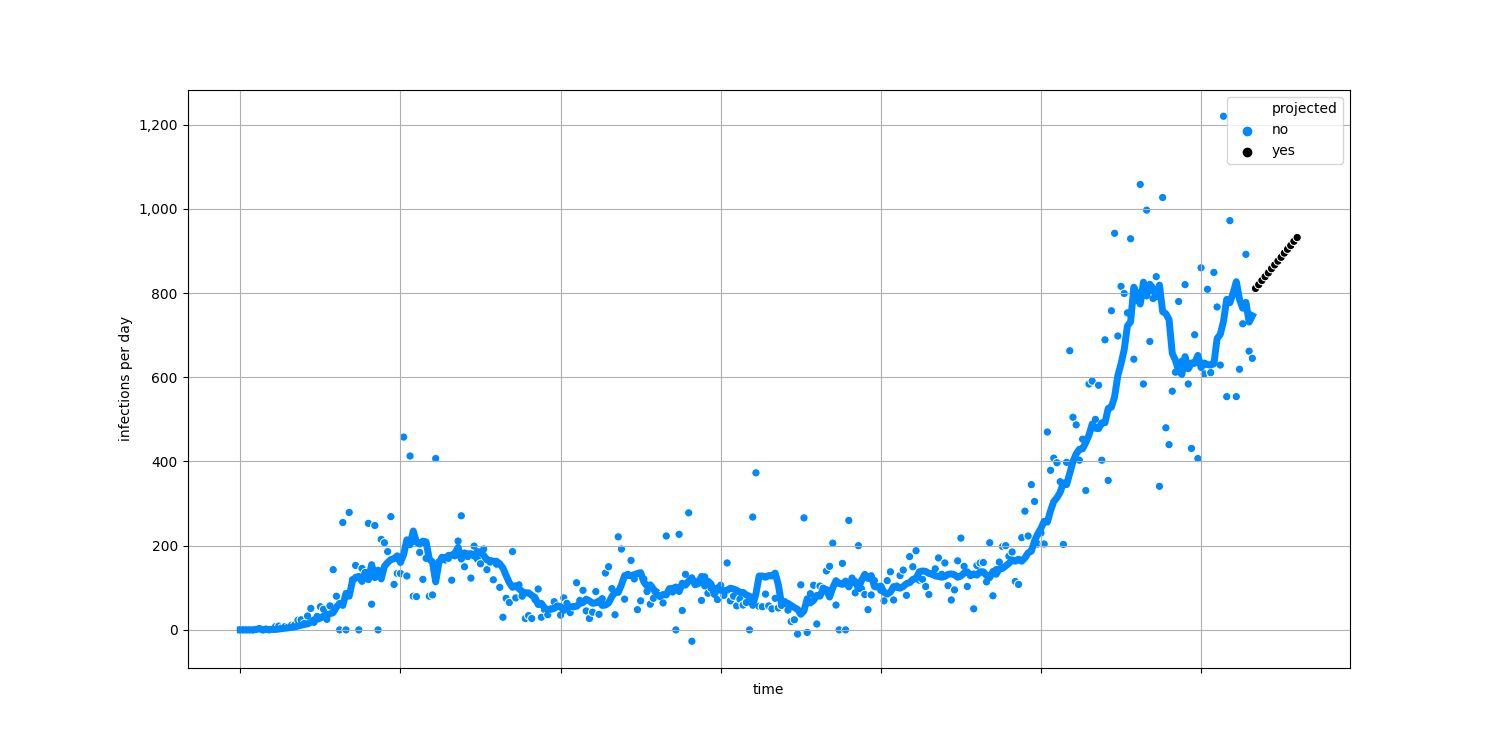 1,200
1,000
800
600
400
200
0
infections per day
time
projected
no
yes